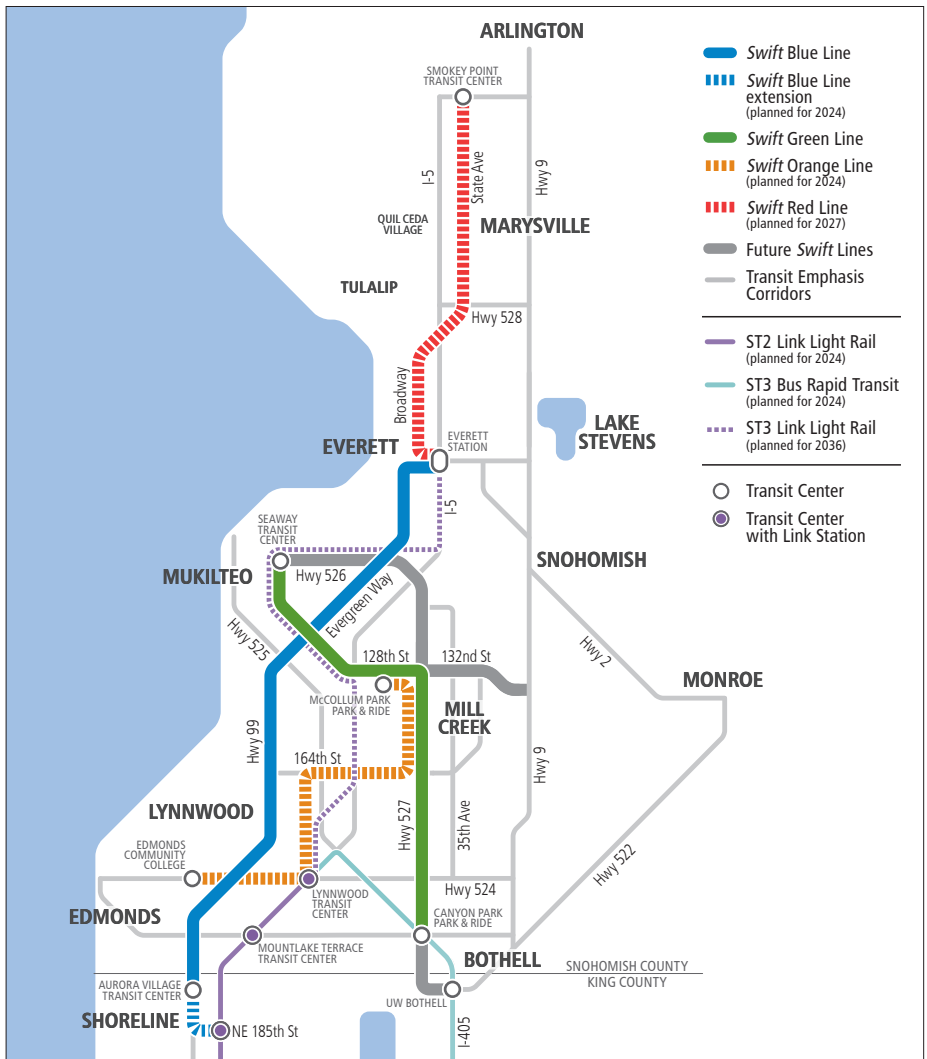 ARLINGTON
SMOKEY POINT
TRANSIT CENTER
I-5
State Ave
Hwy 9
QUIL CEDA
VILLAGE
MARYSVILLE
TULALIP
Hwy 528
Broadway
EVERETT
EVERETT
STATION
LAKE
STEVENS
I-5
SEAWAY
TRANSIT
CENTER
SNOHOMISH
MUKILTEO
Hwy 526
Evergreen Way
Hwy 525
Hwy 2
128th St
132nd St
MONROE
McCOLLUM PARK
PARK & RIDE
MILL
CREEK
Hwy 99
164th St
Hwy 9
LYNNWOOD
Hwy 527
35th Ave
EDMONDS
COMMUNITY
COLLEGE
Hwy 522
LYNNWOOD
TRANSIT
CENTER
Hwy 524
EDMONDS
CANYON PARK
PARK & RIDE
MOUNTLAKE TERRACE
TRANSIT CENTER
BOTHELL
SNOHOMISH COUNTY
KING COUNTY
AURORA VILLAGE
TRANSIT CENTER
UW BOTHELL
SHORELINE
NE 185th St
I-405
Swift Blue Line
Swift Blue Line
extension
(planned for 2024)
Swift Green Line
Swift Orange Line
(planned for 2024)
Swift Red Line
(planned for 2027)
Future Swift Lines
Transit Emphasis
Corridors
ST2 Link Light Rail
(planned for 2024)
ST3 Bus Rapid Transit
(planned for 2024)
ST3 Link Light Rail
(planned for 2036)
Transit Center
Transit Center
with Link Station